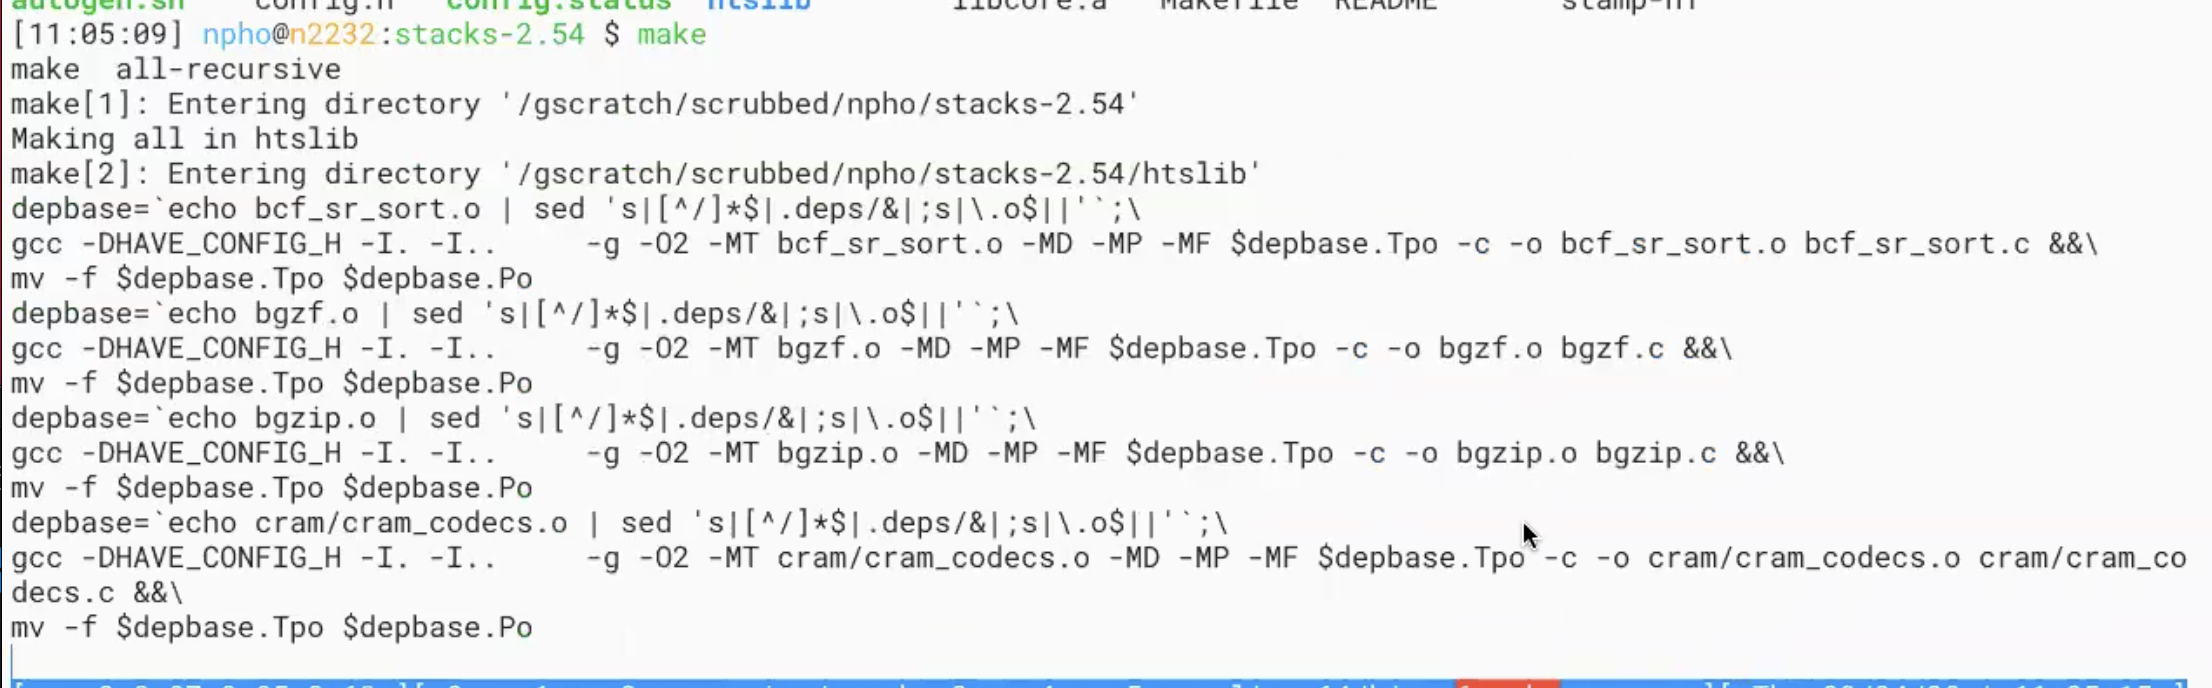 autogen.sh config.h config.status htslib libcore.a Makefile README stamp-h1
[11:05:09] npho@n2232:stacks-2.54 $ make
make  all-recursive
make[1]: Entering directory '/gscratch/scrubbed/npho/stacks-2.54'
Making all in htslib
make[2]: Entering directory '/gscratch/scrubbed/npho/stacks-2.54/htslib'
depbase=`echo bcf_sr_sort.o | sed 's|[^/]*$|.deps/&|;s|\.o$||'`;\
gcc -DHAVE_CONFIG_H -I. -I..     -g -O2 -MT bcf_sr_sort.o -MD -MP -MF $depbase.Tpo -c -o bcf_sr_sort.o bcf_sr_sort.c &&\
mv -f $depbase.Tpo $depbase.Po
depbase=`echo bgzf.o | sed 's|[^/]*$|.deps/&|;s|\.o$||'`;\
gcc -DHAVE_CONFIG_H -I. -I..     -g -O2 -MT bgzf.o -MD -MP -MF $depbase.Tpo -c -o bgzf.o bgzf.c &&\
mv -f $depbase.Tpo $depbase.Po
depbase=`echo bgzip.o | sed 's|[^/]*$|.deps/&|;s|\.o$||'`;\
gcc -DHAVE_CONFIG_H -I. -I..     -g -O2 -MT bgzip.o -MD -MP -MF $depbase.Tpo -c -o bgzip.o bgzip.c &&\
mv -f $depbase.Tpo $depbase.Po
depbase=`echo cram/cram_codecs.o | sed 's|[^/]*$|.deps/&|;s|\.o$||'`;\
gcc -DHAVE_CONFIG_H -I. -I..     -g -O2 -MT cram/cram_codecs.o -MD -MP -MF $depbase.Tpo -c -o cram/cram_codecs.o cram/cram_co
decs.c &&\
mv -f $depbase.Tpo $depbase.Po